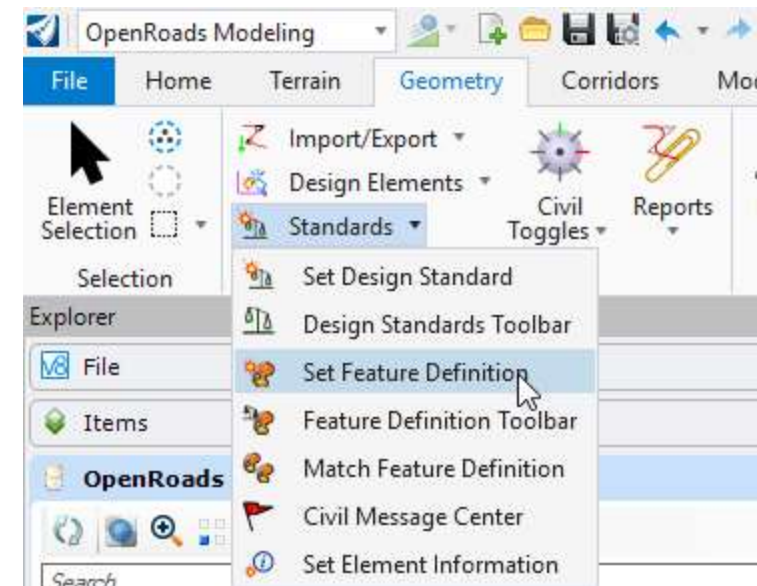 OpenRoads Modeling
File Home Terrain Geometry Corridors
Import/Export
Design Elements
Standards
Element
Selection
Civil
Toggles
Reports
Selection
Set Design Standard
Design Standards Toolbar
Set Feature Definition
Feature Definition Toolbar
Match Feature Definition
Civil Message Center
Set Element Information
Explorer
V8 File
Items
OpenRoads
Search